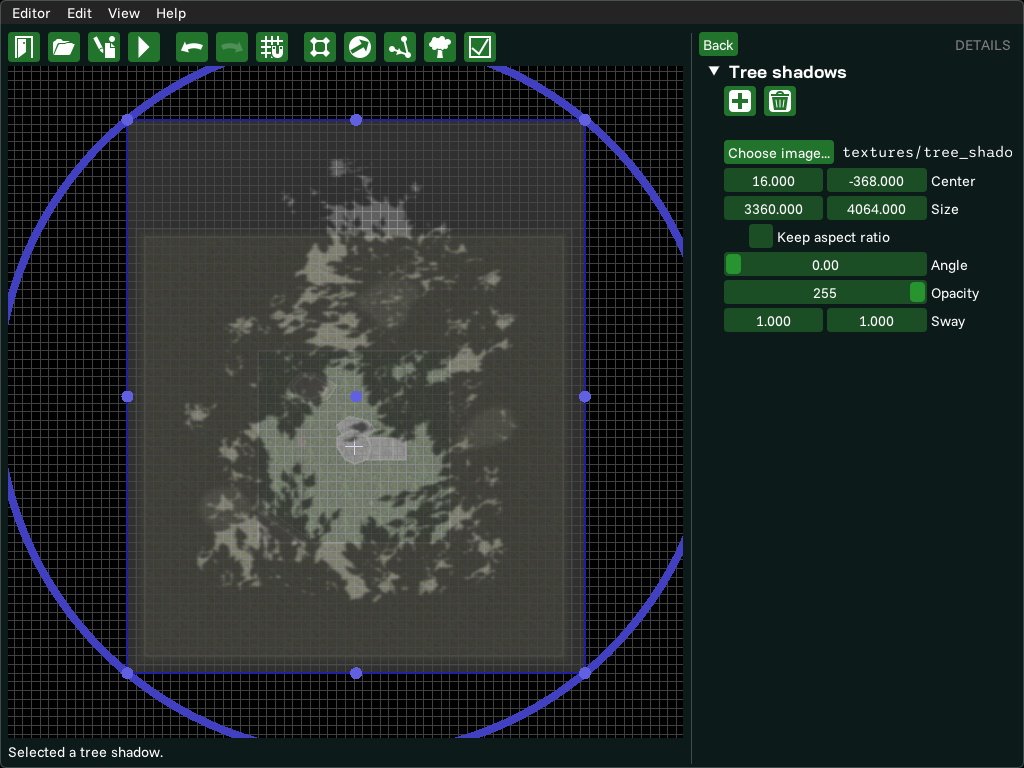 Editor Edit View Help
Back DETAILS
Tree shadows
Choose image... textures/tree_shado
16.000 -368.000 Center
3360.000 4064.000 Size
Keep aspect ratio
0.00 Angle
255 Opacity
1.000 1.000 Sway
Selected a tree shadow.